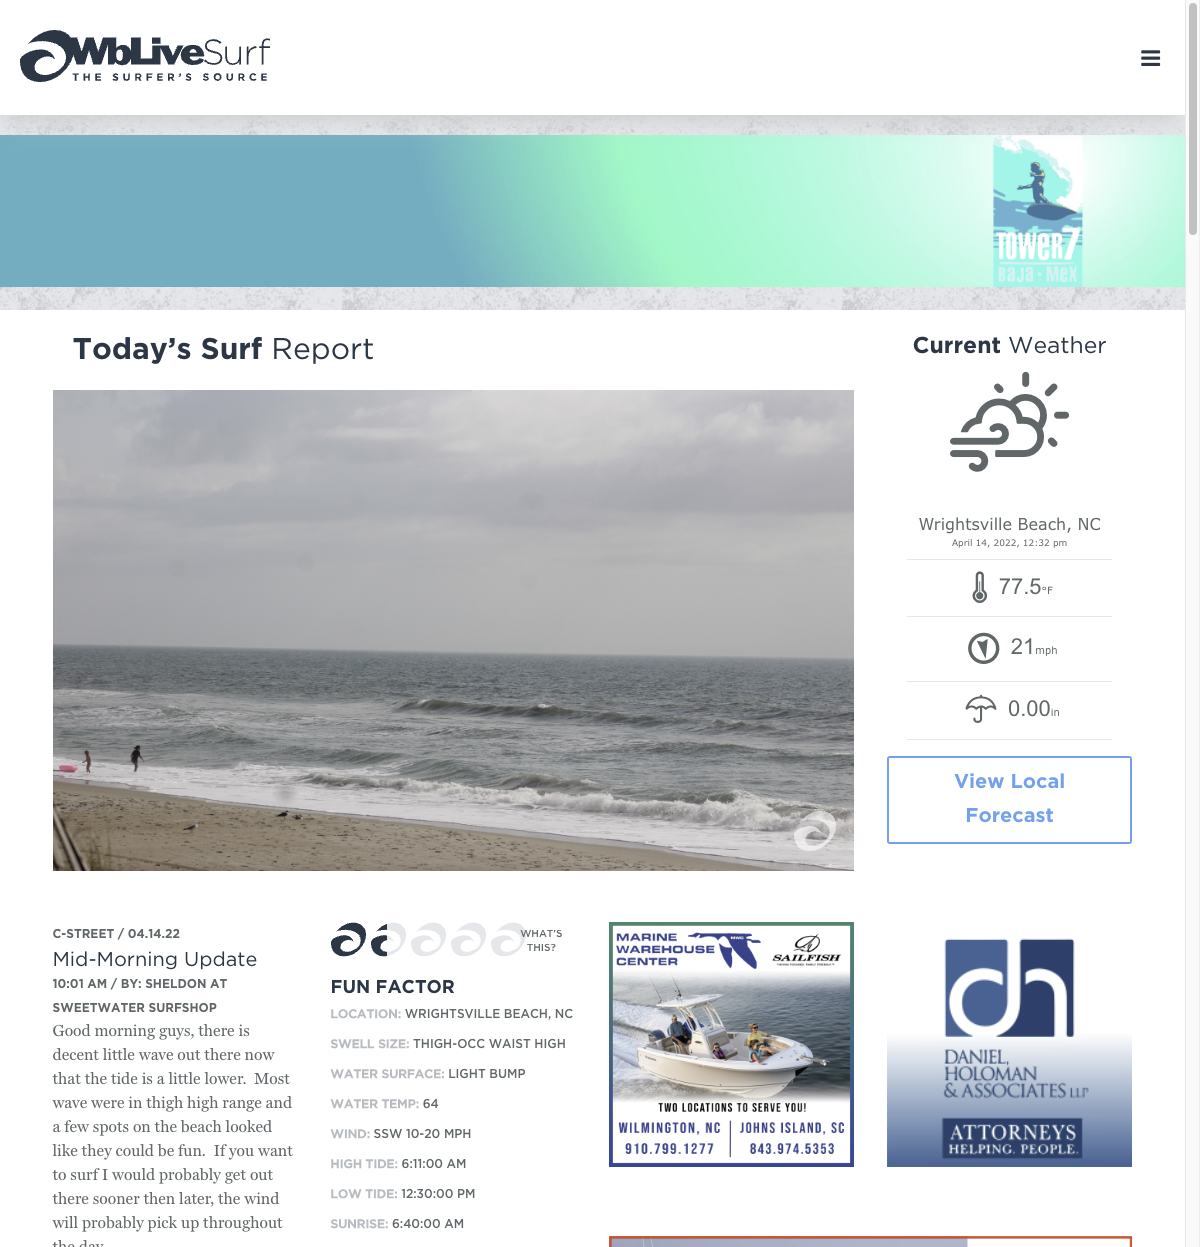 WbLiveSurf
THE SURFER'S SOURCE
TOWER7
BAJA • MEX
Today's Surf Report
Current Weather
Wrightsville Beach, NC
April 14, 2022, 12:32 pm
77.5°F
21mph
0.00in
View Local
Forecast
C-STREET / 04.14.22
Mid-Morning Update
10:01 AM / BY: SHELDON AT
SWEETWATER SURFSHOP
Good morning guys, there is
decent little wave out there now
that the tide is a little lower.  Most
wave were in thigh high range and
a few spots on the beach looked
like they could be fun.  If you want
to surf I would probably get out
there sooner then later, the wind
will probably pick up throughout
the day.
WHAT'S
THIS?
FUN FACTOR
LOCATION: WRIGHTSVILLE BEACH, NC
SWELL SIZE: THIGH-OCC WAIST HIGH
WATER SURFACE: LIGHT BUMP
WATER TEMP: 64
WIND: SSW 10-20 MPH
HIGH TIDE: 6:11:00 AM
LOW TIDE: 12:30:00 PM
SUNRISE: 6:40:00 AM
MARINE
WAREHOUSE
CENTER
MWC
SAILFISH
TWO LOCATIONS TO SERVE YOU!
WILMINGTON, NC
910.799.1277
JOHNS ISLAND, SC
843.974.5353
dh
DANIEL,
HOLOMAN
& ASSOCIATES LLP
ATTORNEYS
HELPING. PEOPLE.